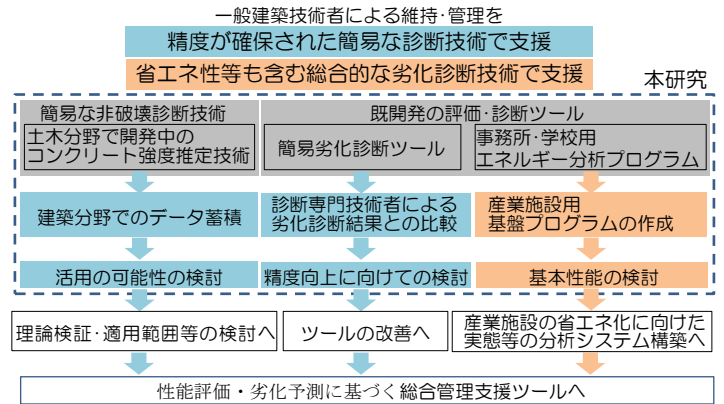 一般建築技術者による維持･管理を
精度が確保された簡易な診断技術で支援
省エネ性等も含む総合的な劣化診断技術で支援
本研究
簡易な非破壊診断技術
既開発の評価･診断ツール
土木分野で開発中の
コンクリート強度推定技術
簡易劣化診断ツール
事務所･学校用
エネルギー分析プログラム
建築分野でのデータ蓄積
診断専門技術者による
劣化診断結果との比較
産業施設用
基盤プログラムの作成
活用の可能性の検討
精度向上に向けての検討
基本性能の検討
理論検証･適用範囲等の検討へ
ツールの改善へ
産業施設の省エネ化に向けた
実態等の分析システム構築へ
性能評価・劣化予測に基づく総合管理支援ツールへ